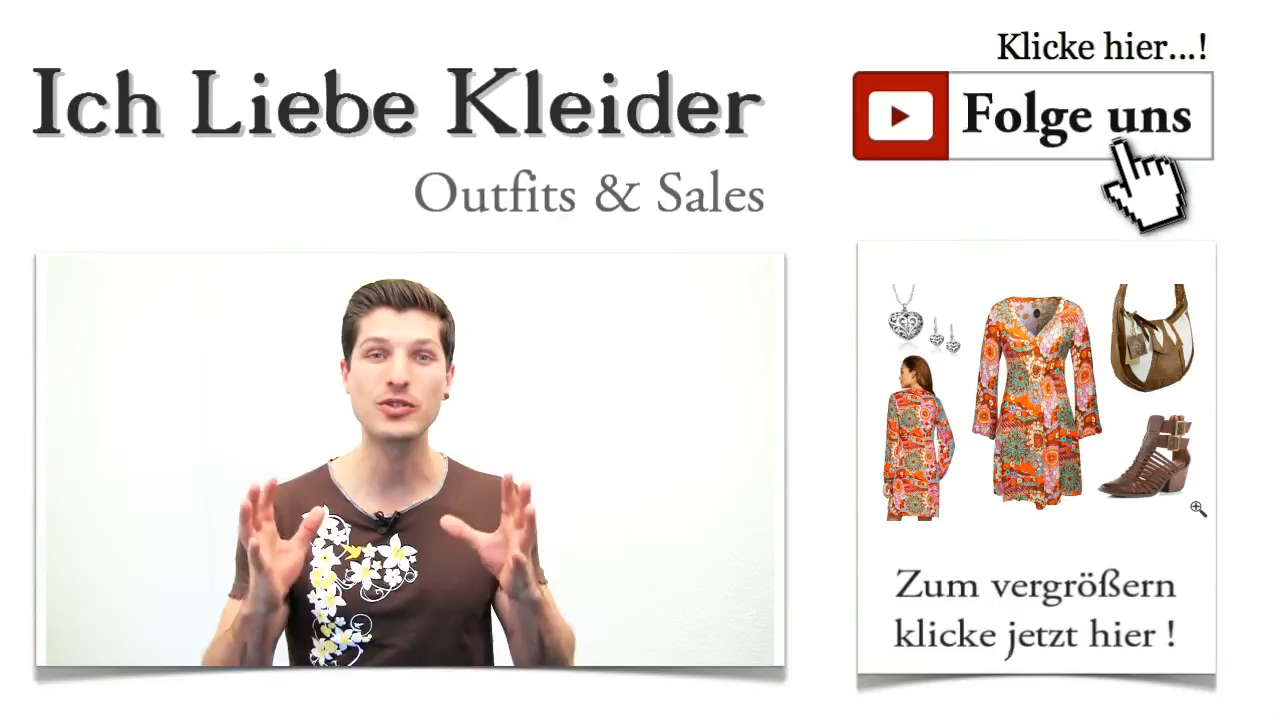 Ich Liebe Kleider
Outfits & Sales
Klicke hier...!
Folge uns
Zum vergrößern
klicke jetzt hier !